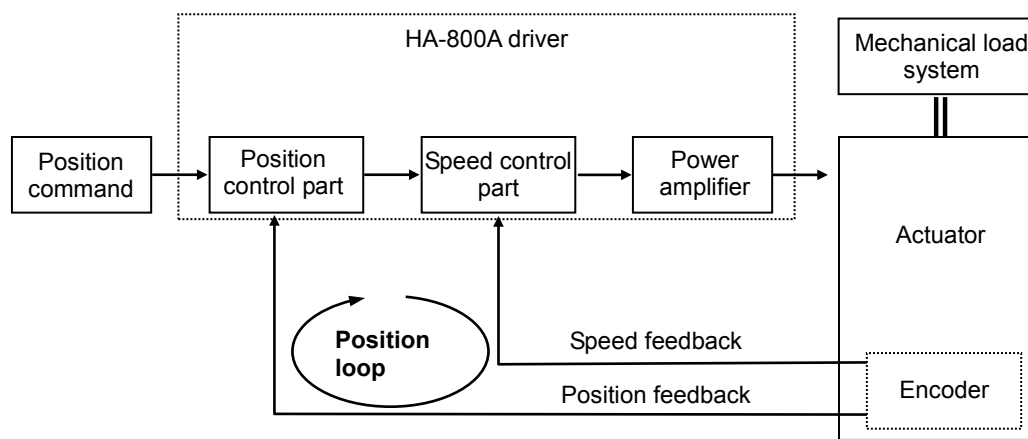 HA-800A driver
Mechanical load
system
Position
command
Position
control part
Speed control
part
Power
amplifier
Actuator
Position
loop
Speed feedback
Position feedback
Encoder